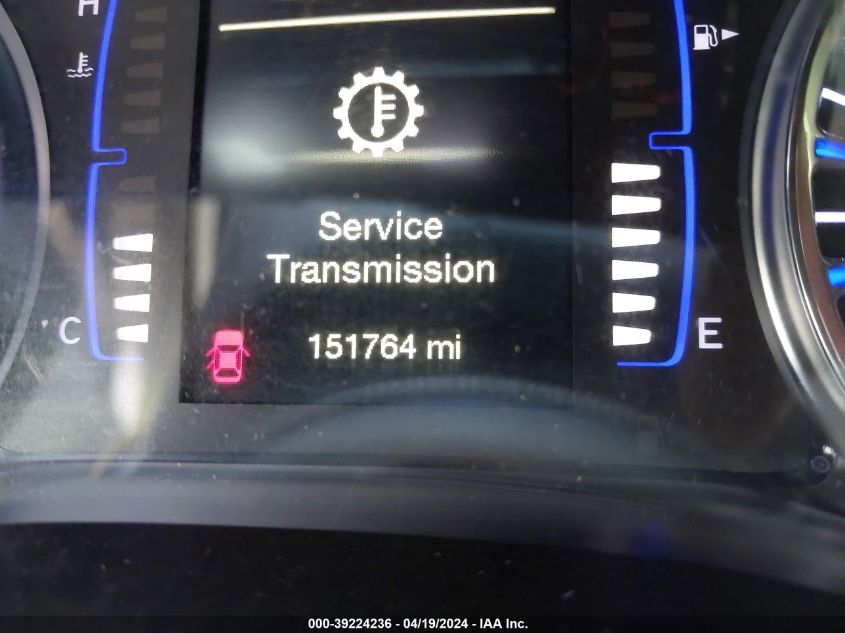 H
Service
Transmission
C
151764 mi
E
000-39224236 - 04/19/2024 - IAA Inc.